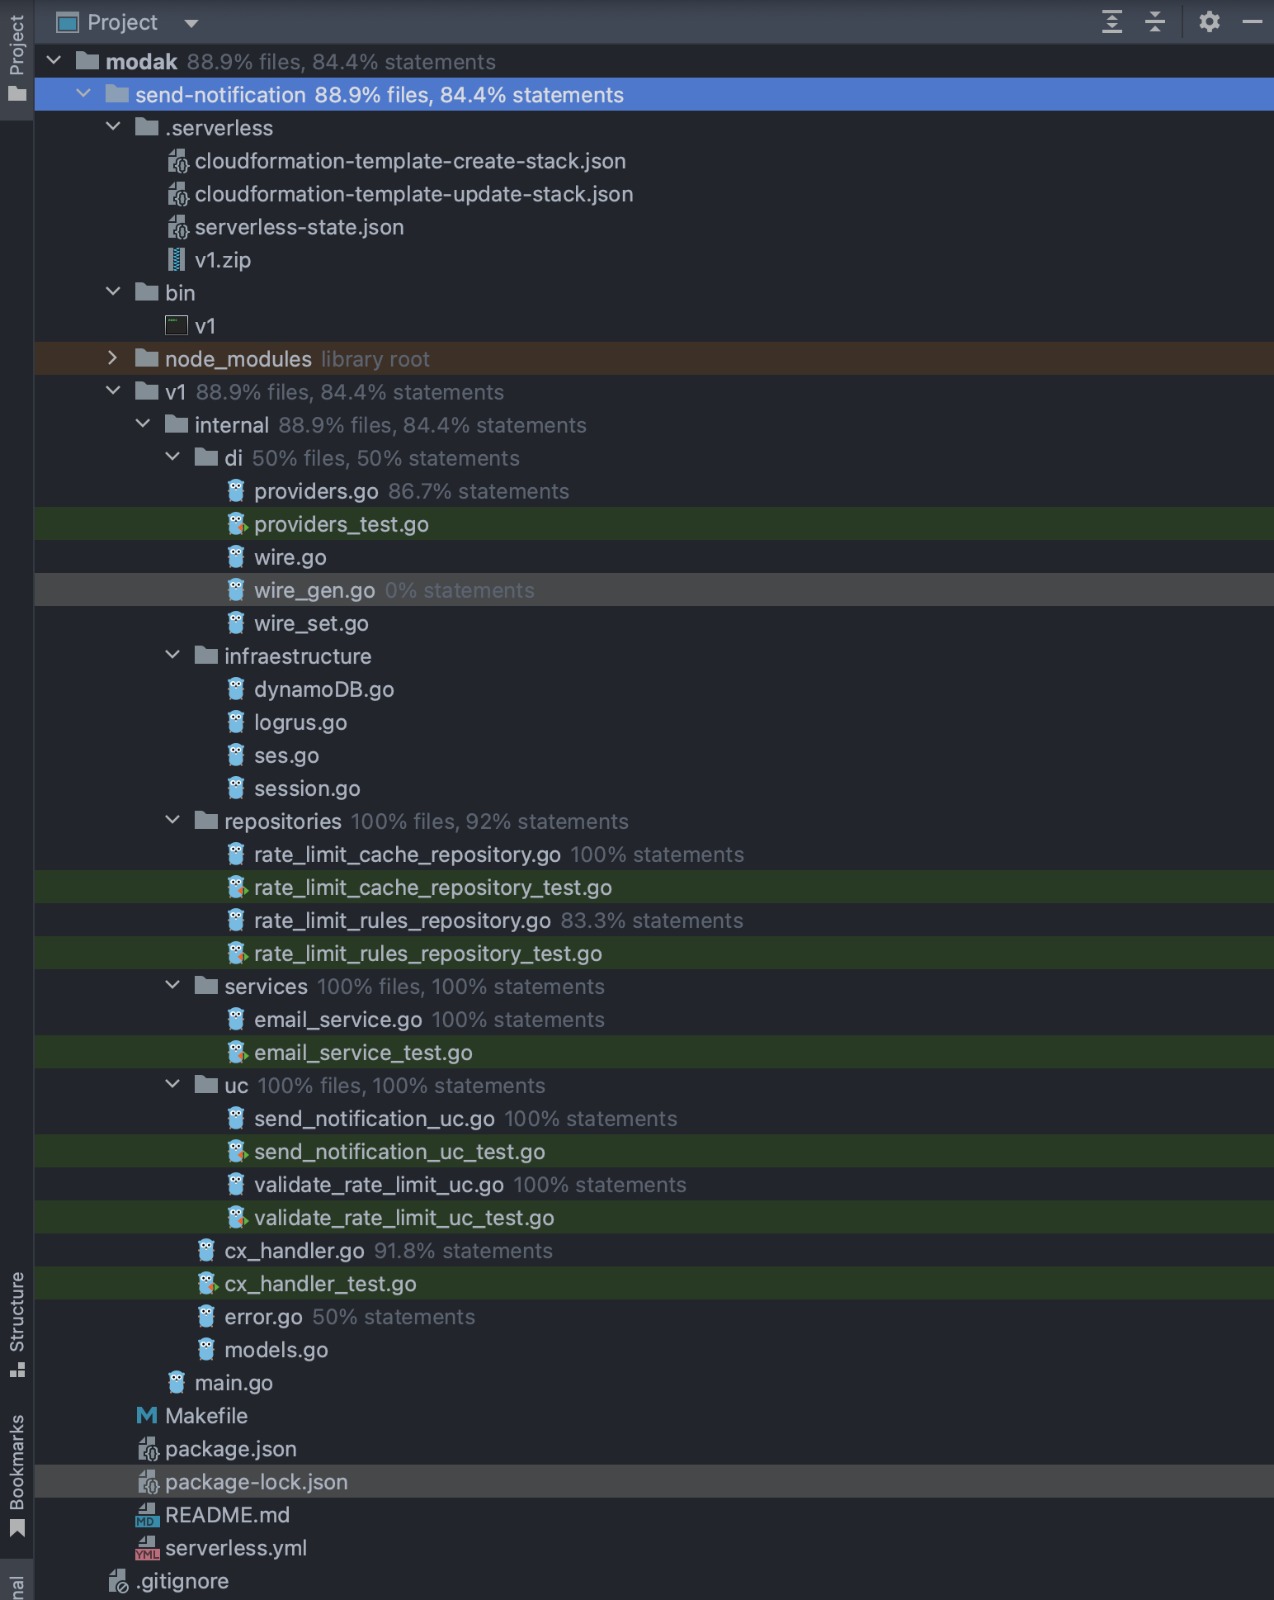 Project
Project
modak 88.9% files, 84.4% statements
send-notification 88.9% files, 84.4% statements
.serverless
cloudformation-template-create-stack.json
cloudformation-template-update-stack.json
serverless-state.json
v1.zip
bin
v1
node_modules library root
v1 88.9% files, 84.4% statements
internal 88.9% files, 84.4% statements
di 50% files, 50% statements
providers.go 86.7% statements
providers_test.go
wire.go
wire_gen.go 0% statements
wire_set.go
infraestructure
dynamoDB.go
logrus.go
ses.go
session.go
repositories 100% files, 92% statements
rate_limit_cache_repository.go 100% statements
rate_limit_cache_repository_test.go
rate_limit_rules_repository.go 83.3% statements
rate_limit_rules_repository_test.go
services 100% files, 100% statements
email_service.go 100% statements
email_service_test.go
uc 100% files, 100% statements
send_notification_uc.go 100% statements
send_notification_uc_test.go
validate_rate_limit_uc.go 100% statements
validate_rate_limit_uc_test.go
cx_handler.go 91.8% statements
cx_handler_test.go
error.go 50% statements
models.go
main.go
Makefile
package.json
package-lock.json
README.md
serverless.yml
.gitignore
Structure
Bookmarks
nal